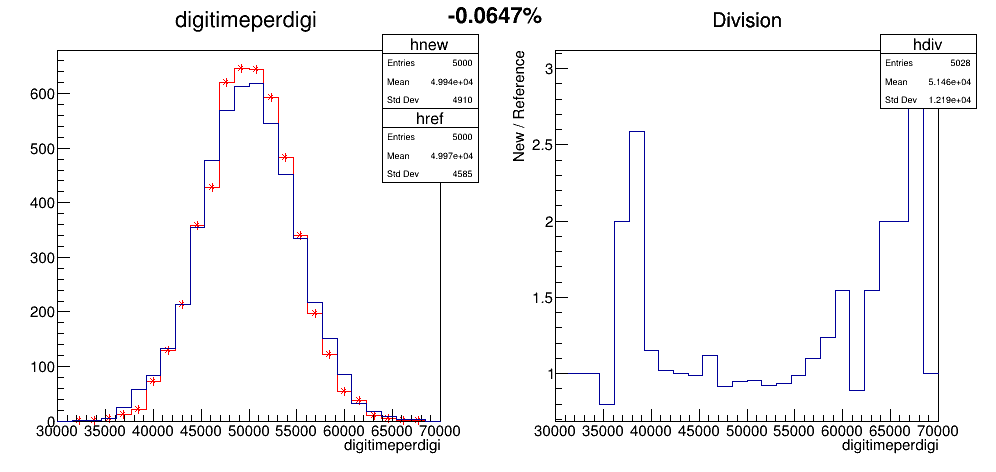 digitimeperdigi
-0.0647%
Division
hnew
Entries 5000
Mean 4.994e+04
Std Dev 4910
href
Entries 5000
Mean 4.997e+04
Std Dev 4585
600
500
400
300
200
100
0
30000 35000 40000 45000 50000 55000 60000 65000 70000
digitimeperdigi
hdiv
Entries 5028
Mean 5.146e+04
Std Dev 1.219e+04
New / Reference
3
2.5
2
1.5
1
30000 35000 40000 45000 50000 55000 60000 65000 70000
digitimeperdigi